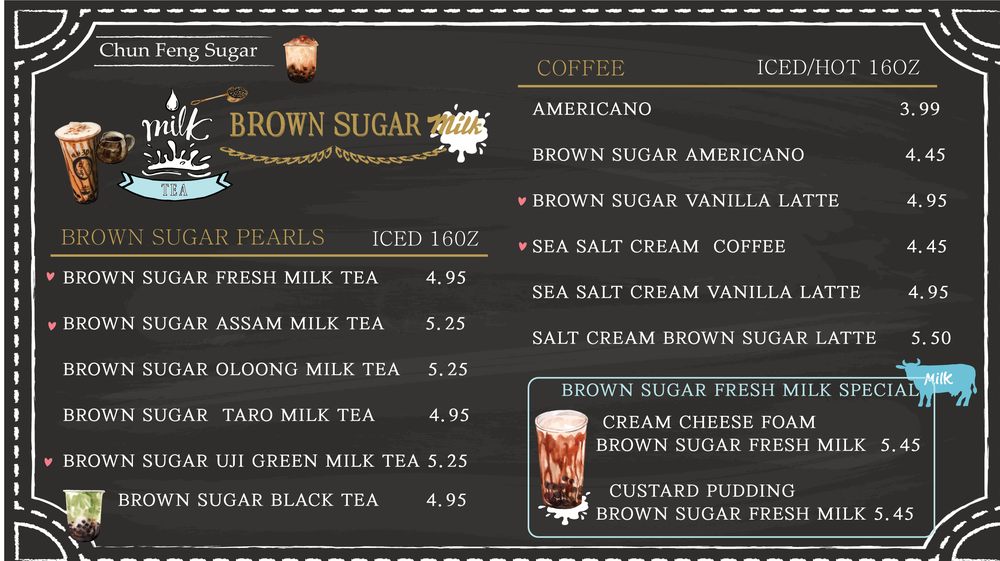 Chun Feng Sugar
milk
TEA
BROWN SUGAR Milk
BROWN SUGAR PEARLS ICED 16OZ
BROWN SUGAR FRESH MILK TEA 4.95
BROWN SUGAR ASSAM MILK TEA 5.25
BROWN SUGAR OLOONG MILK TEA 5.25
BROWN SUGAR TARO MILK TEA 4.95
BROWN SUGAR UJI GREEN MILK TEA 5.25
BROWN SUGAR BLACK TEA 4.95
COFFEE ICED/HOT 16OZ
AMERICANO 3.99
BROWN SUGAR AMERICANO 4.45
BROWN SUGAR VANILLA LATTE 4.95
SEA SALT CREAM COFFEE 4.45
SEA SALT CREAM VANILLA LATTE 4.95
SALT CREAM BROWN SUGAR LATTE 5.50
Milk
BROWN SUGAR FRESH MILK SPECIAL
CREAM CHEESE FOAM
BROWN SUGAR FRESH MILK 5.45
CUSTARD PUDDING
BROWN SUGAR FRESH MILK 5.45